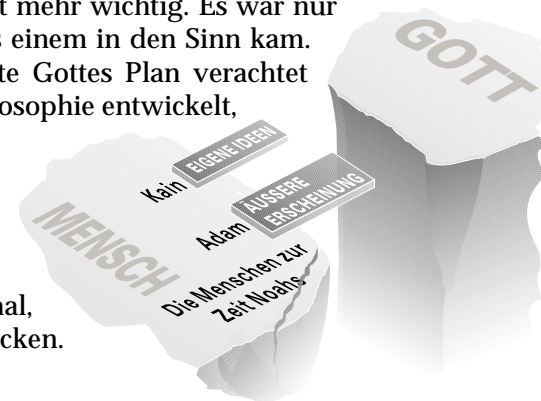 t mehr wichtig. Es war nur
s einem in den Sinn kam.
te Gottes Plan verachtet
osophie entwickelt,
GOTT
EIGENE IDEEN
Kain
ÄUSSERE
ERSCHEINUNG
Adam
MENSCH
Die Menschen zur
Zeit Noahs
nal,
cken.